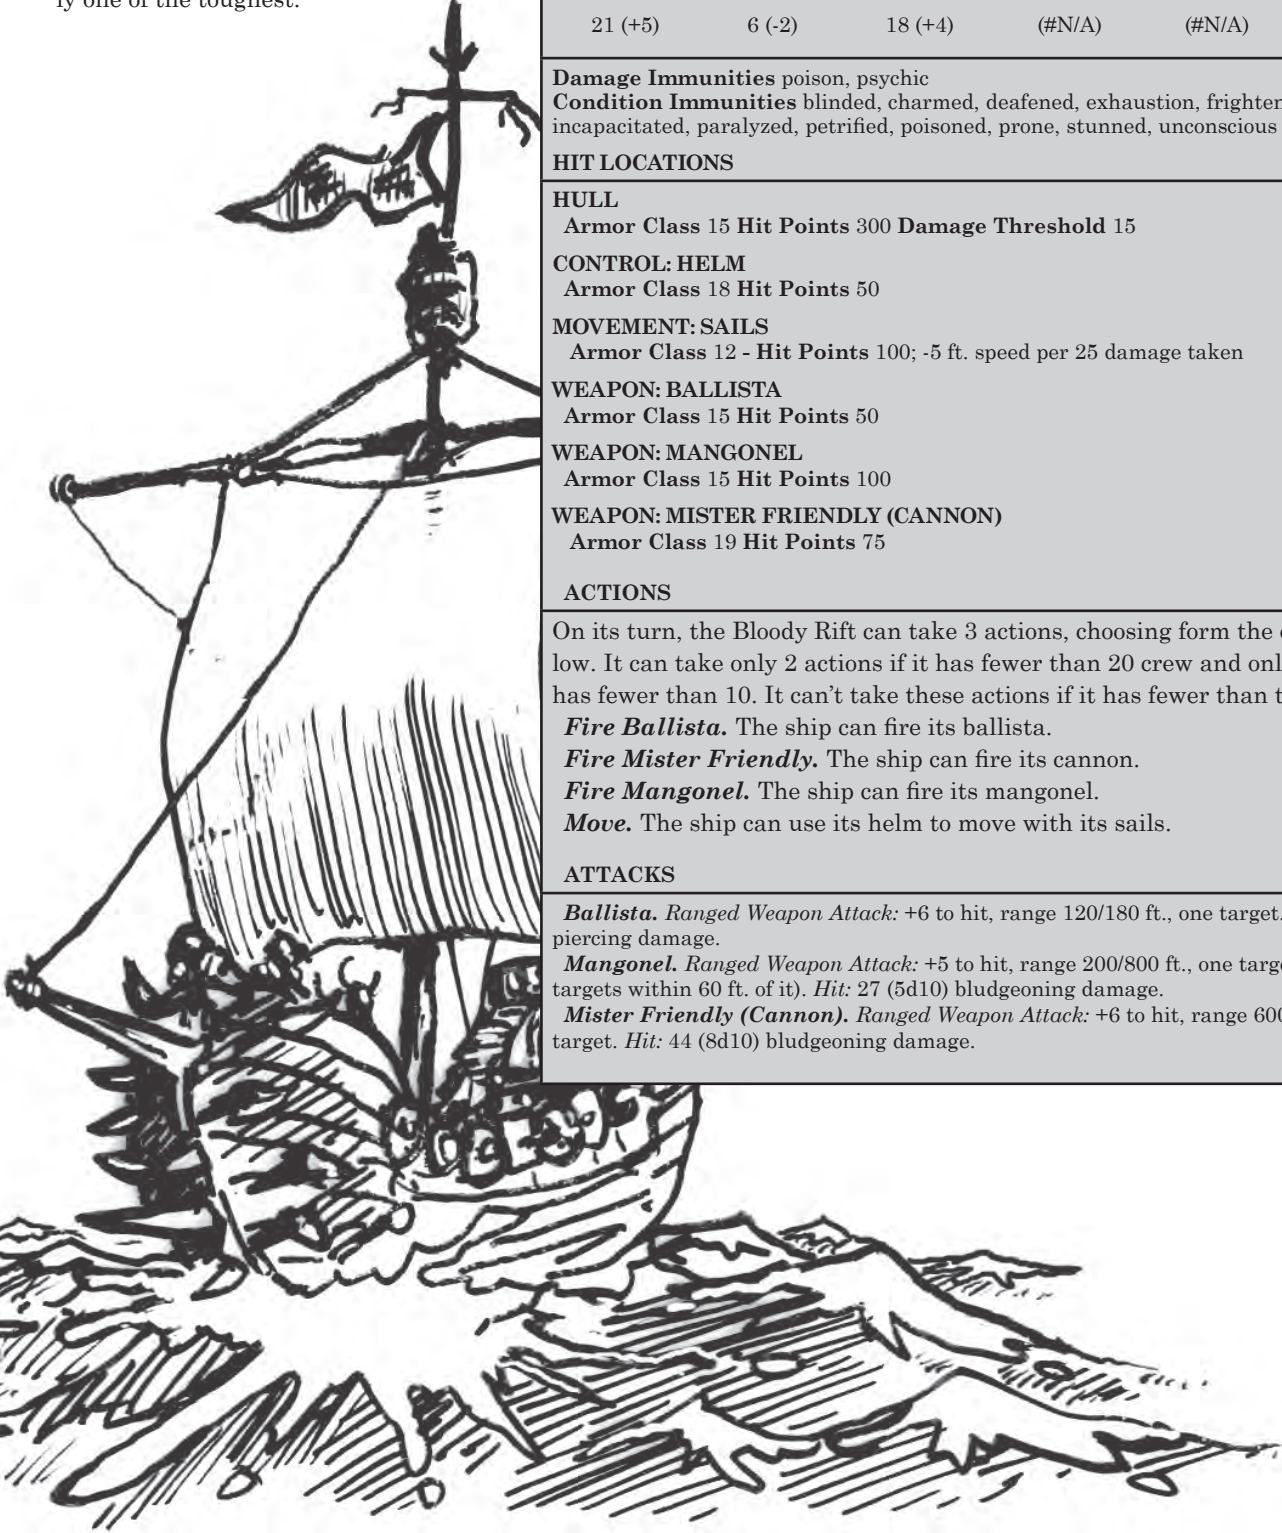 ly one of the toughest.
21 (+5) 6 (-2) 18 (+4) (#N/A) (#N/A)
Damage Immunities poison, psychic
Condition Immunities blinded, charmed, deafened, exhaustion, frighten
incapacitated, paralyzed, petrified, poisoned, prone, stunned, unconscious
HIT LOCATIONS
HULL
Armor Class 15 Hit Points 300 Damage Threshold 15
CONTROL: HELM
Armor Class 18 Hit Points 50
MOVEMENT: SAILS
Armor Class 12 - Hit Points 100; -5 ft. speed per 25 damage taken
WEAPON: BALLISTA
Armor Class 15 Hit Points 50
WEAPON: MANGONEL
Armor Class 15 Hit Points 100
WEAPON: MISTER FRIENDLY (CANNON)
Armor Class 19 Hit Points 75
ACTIONS
On its turn, the Bloody Rift can take 3 actions, choosing form the
low. It can take only 2 actions if it has fewer than 20 crew and onl
has fewer than 10. It can't take these actions if it has fewer than t
Fire Ballista. The ship can fire its ballista.
Fire Mister Friendly. The ship can fire its cannon.
Fire Mangonel. The ship can fire its mangonel.
Move. The ship can use its helm to move with its sails.
ATTACKS
Ballista. Ranged Weapon Attack: +6 to hit, range 120/180 ft., one target.
piercing damage.
Mangonel. Ranged Weapon Attack: +5 to hit, range 200/800 ft., one targe
targets within 60 ft. of it). Hit: 27 (5d10) bludgeoning damage.
Mister Friendly (Cannon). Ranged Weapon Attack: +6 to hit, range 600
target. Hit: 44 (8d10) bludgeoning damage.